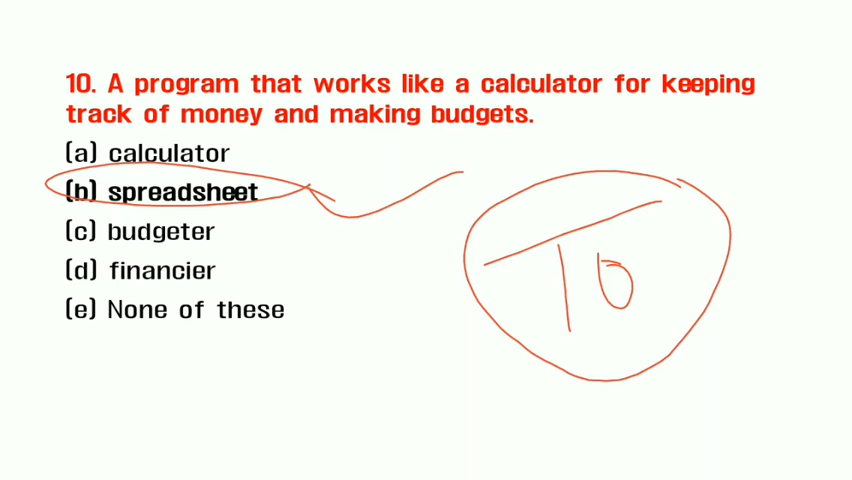 10. A program that works like a calculator for keeping
track of money and making budgets.
(a) calculator
(b) spreadsheet
(c) budgeter
(d) financier
(e) None of these
10